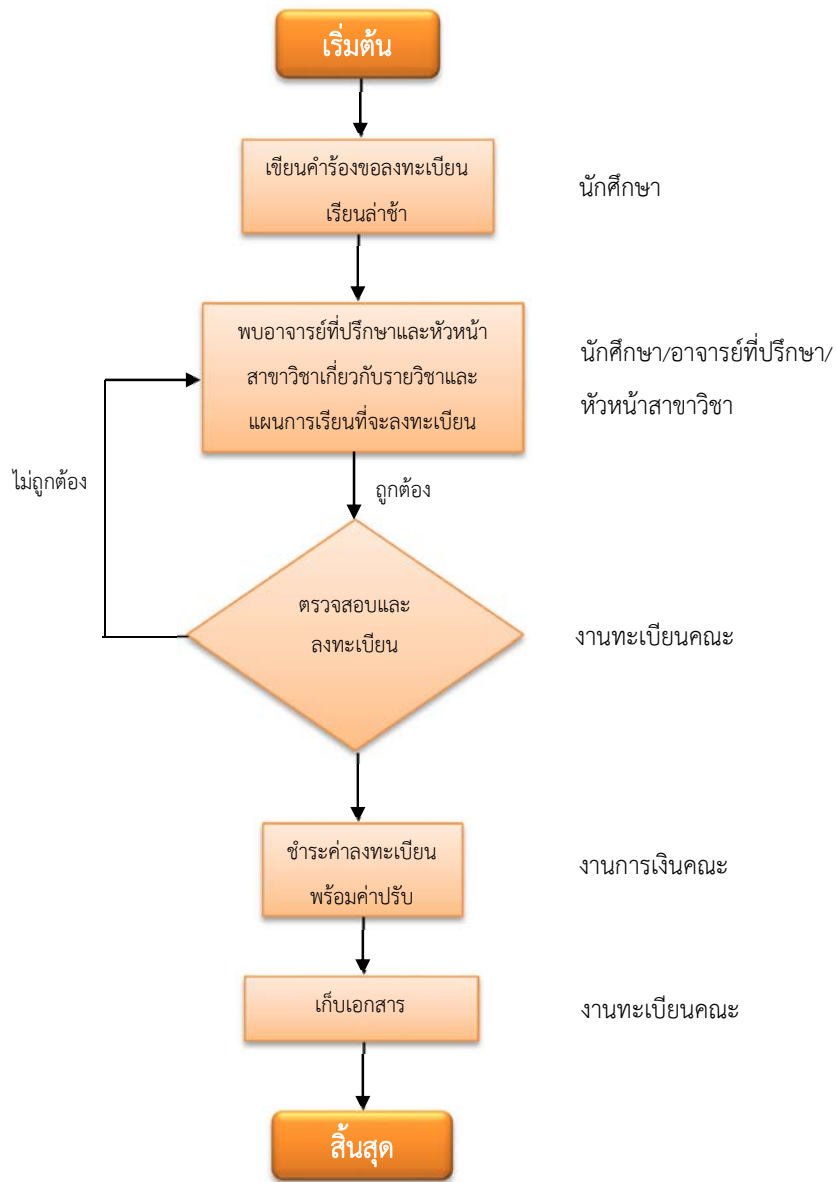 เริ่มต้น
เขียนคำร้องขอลงทะเบียน
เรียนล่าช้า
นักศึกษา
พบอาจารย์ที่ปรึกษาและหัวหน้า
สาขาวิชาเกี่ยวกับรายวิชาและ
แผนการเรียนที่จะลงทะเบียน
นักศึกษา/อาจารย์ที่ปรึกษา/
หัวหน้าสาขาวิชา
ไม่ถูกต้อง
ถูกต้อง
ตรวจสอบและ
ลงทะเบียน
งานทะเบียนคณะ
ชำระค่าลงทะเบียน
พร้อมค่าปรับ
งานการเงินคณะ
เก็บเอกสาร
งานทะเบียนคณะ
สิ้นสุด